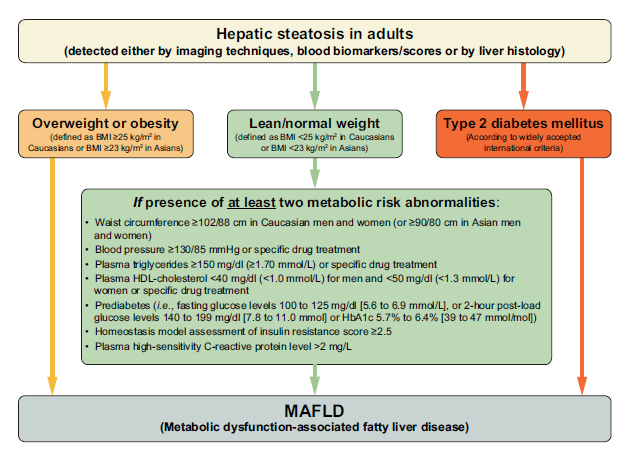 Hepatic steatosis in adults
(detected either by imaging techniques, blood biomarkers/scores or by liver histology)
Overweight or obesity
(defined as BMI ≥25 kg/m² in
Caucasians or BMI ≥23 kg/m² in Asians)
Lean/normal weight
(defined as BMI <25 kg/m² in Caucasians
or BMI <23 kg/m² in Asians)
Type 2 diabetes mellitus
(According to widely accepted
international criteria)
If presence of at least two metabolic risk abnormalities:
• Waist circumference ≥102/88 cm in Caucasian men and women (or ≥90/80 cm in Asian men
and women)
• Blood pressure ≥130/85 mmHg or specific drug treatment
• Plasma triglycerides ≥150 mg/dl (≥1.70 mmol/L) or specific drug treatment
• Plasma HDL-cholesterol <40 mg/dl (<1.0 mmol/L) for men and <50 mg/dl (<1.3 mmol/L) for
women or specific drug treatment
• Prediabetes (i.e., fasting glucose levels 100 to 125 mg/dl [5.6 to 6.9 mmol/L], or 2-hour post-load
glucose levels 140 to 199 mg/dl [7.8 to 11.0 mmol] or HbA1c 5.7% to 6.4% [39 to 47 mmol/mol])
• Homeostasis model assessment of insulin resistance score ≥2.5
• Plasma high-sensitivity C-reactive protein level >2 mg/L
MAFLD
(Metabolic dysfunction-associated fatty liver disease)